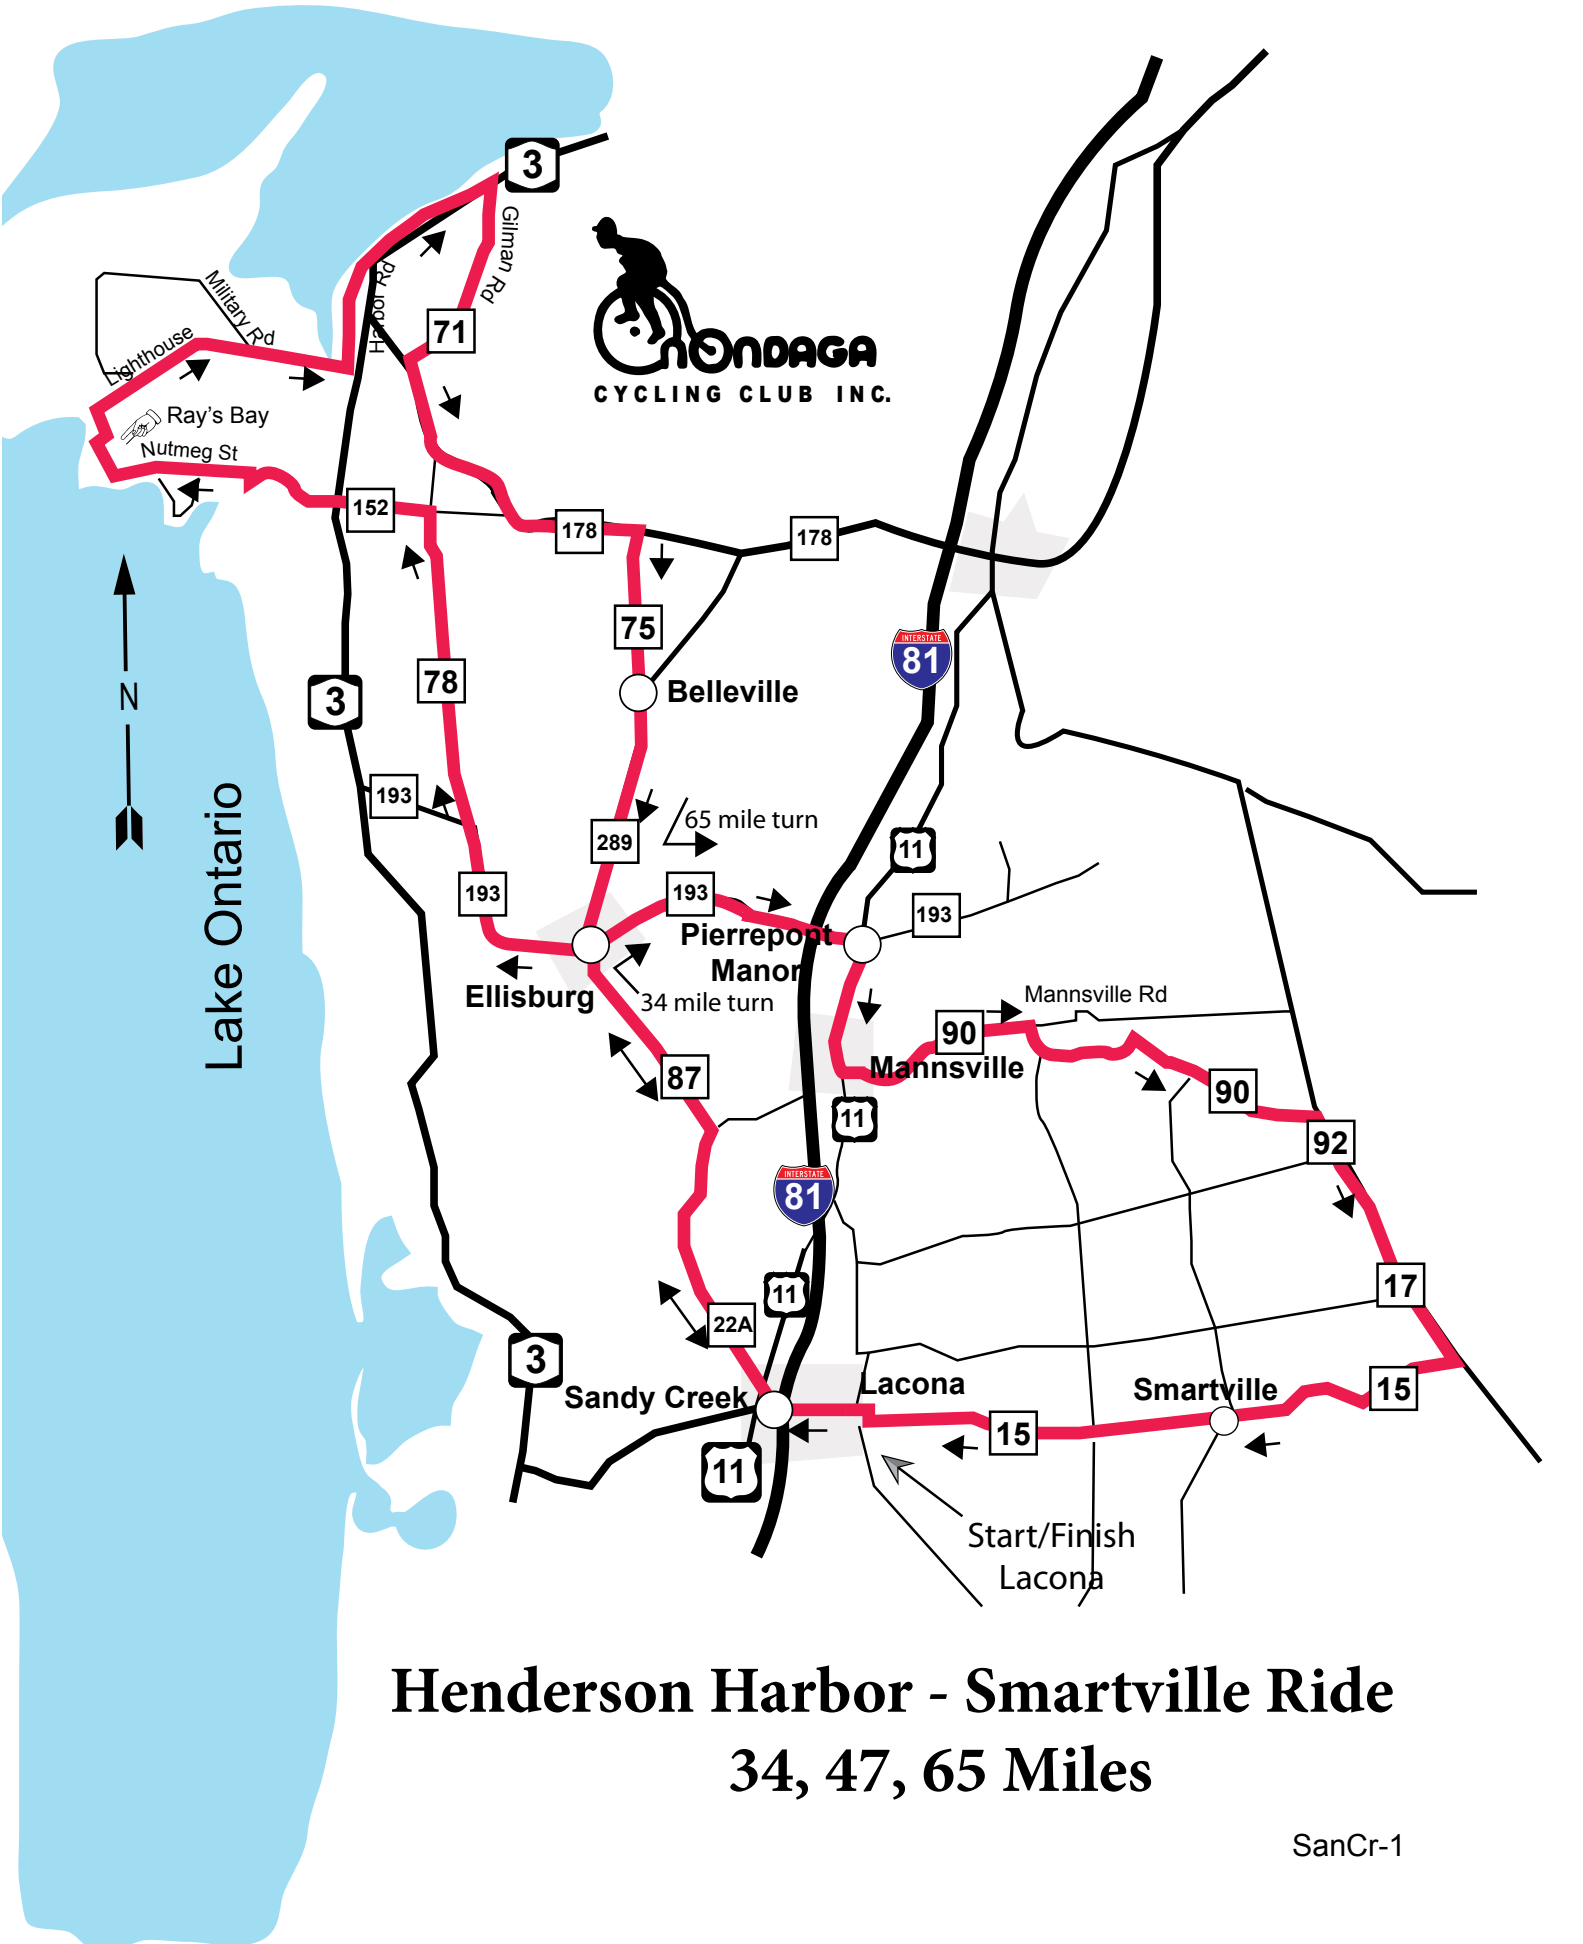 3
Gilman Rd
Harbor Rd
Military Rd
Lighthouse
71
nOnDAGA
CYCLING CLUB INC.
Ray's Bay
Nutmeg St
152
178
178
75
INTERSTATE
81
78
Belleville
N
3
193
65 mile turn
289
11
193
193
193
Pierrepont
Manor
Ellisburg
34 mile turn
Lake Ontario
Mannsville Rd
90
Mannsville
87
90
11
92
INTERSTATE
81
17
11
22A
3
Sandy Creek
Lacona
Smartville
15
15
11
Start/Finish
Lacona
Henderson Harbor - Smartville Ride
34, 47, 65 Miles
SanCr-1